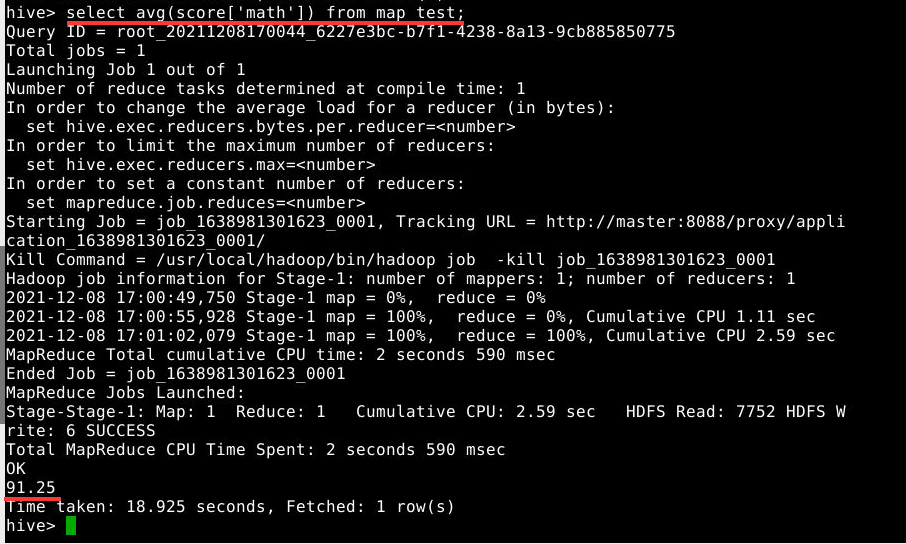 hive> select avg(score['math']) from map_test;
Query ID = root_20211208170044_6227e3bc-b7f1-4238-8a13-9cb885850775
Total jobs = 1
Launching Job 1 out of 1
Number of reduce tasks determined at compile time: 1
In order to change the average load for a reducer (in bytes):
  set hive.exec.reducers.bytes.per.reducer=<number>
In order to limit the maximum number of reducers:
  set hive.exec.reducers.max=<number>
In order to set a constant number of reducers:
  set mapreduce.job.reduces=<number>
Starting Job = job_1638981301623_0001, Tracking URL = http://master:8088/proxy/appli
cation_1638981301623_0001/
Kill Command = /usr/local/hadoop/bin/hadoop job  -kill job_1638981301623_0001
Hadoop job information for Stage-1: number of mappers: 1; number of reducers: 1
2021-12-08 17:00:49,750 Stage-1 map = 0%,  reduce = 0%
2021-12-08 17:00:55,928 Stage-1 map = 100%,  reduce = 0%, Cumulative CPU 1.11 sec
2021-12-08 17:01:02,079 Stage-1 map = 100%,  reduce = 100%, Cumulative CPU 2.59 sec
MapReduce Total cumulative CPU time: 2 seconds 590 msec
Ended Job = job_1638981301623_0001
MapReduce Jobs Launched:
Stage-Stage-1: Map: 1  Reduce: 1   Cumulative CPU: 2.59 sec   HDFS Read: 7752 HDFS W
rite: 6 SUCCESS
Total MapReduce CPU Time Spent: 2 seconds 590 msec
OK
91.25
Time taken: 18.925 seconds, Fetched: 1 row(s)
hive>